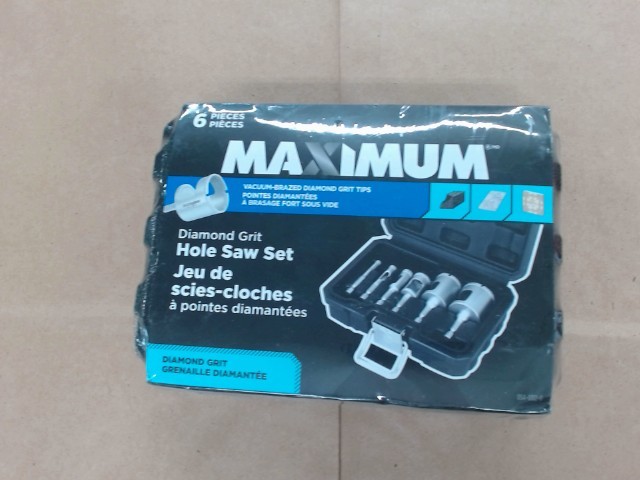 6 PIECES
PIÈCES
MAXIMUM
VACUUM-BRAZED DIAMOND GRIT TIPS
POINTES DIAMANTÉES
À BRASAGE FORT SOUS VIDE
Diamond Grit
Hole Saw Set
Jeu de
scies-cloches
à pointes diamantées
DIAMOND GRIT
GRENAILLE DIAMANTÉE